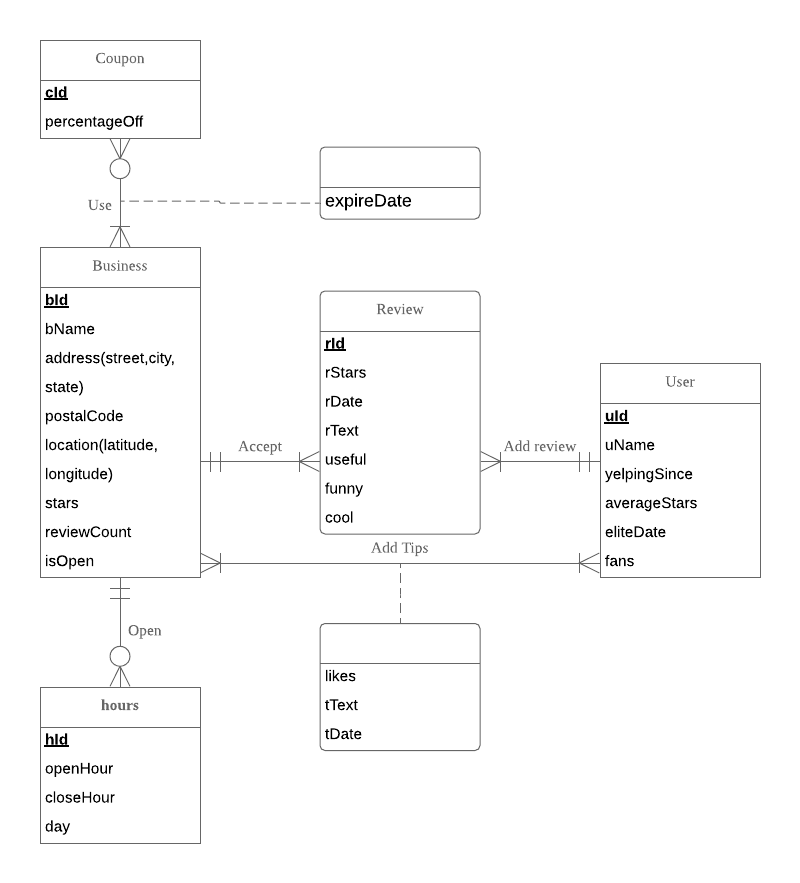 Coupon
cId
percentageOff
Use
expireDate
Business
bId
bName
address(street,city,
state)
postalCode
location(latitude,
longitude)
stars
reviewCount
isOpen
Accept
Review
rId
rStars
rDate
rText
useful
funny
cool
Add review
User
uId
uName
yelpingSince
averageStars
eliteDate
fans
Add Tips
likes
tText
tDate
Open
hours
hId
openHour
closeHour
day